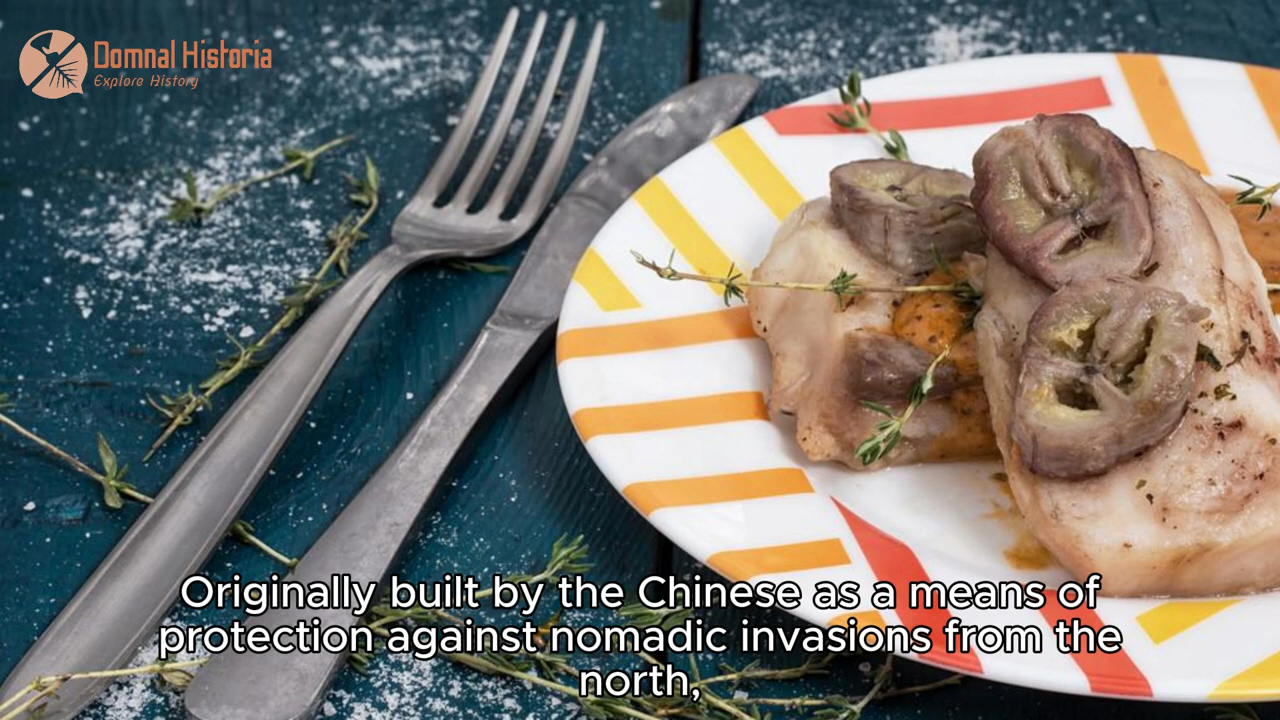 Domnal Historia
Explore History
Originally built by the Chinese as a means of
protection against nomadic invasions from the
north,